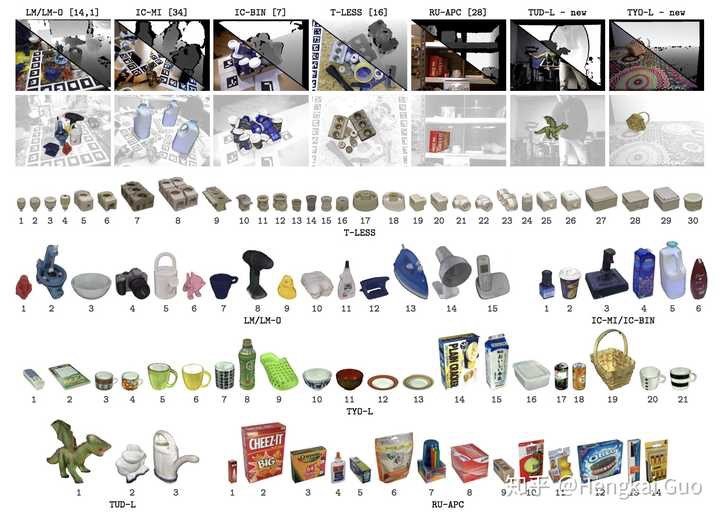 LM/LM-O [14,1] IC-MI [34] IC-BIN [7] T-LESS [16] RU-APC [28] TUD-L - new TYO-L - new
1 2 3 4 5 6 7 8 9 10 11 12 13 14 15 16 17 18 19 20 21 22 23 24 25 26 27 28 29 30
T-LESS
1 2 3 4 5 6 7 8 9 10 11 12 13 14 15 1 2 3 4 5 6
LM/LM-O IC-MI/IC-BIN
PLAIN CRACKER
1 2 3 4 5 6 7 8 9 10 11 12 13 14 15 16 17 18 19 20 21
TYO-L
CHEEZ-IT
BIG
OREO
1 2 3 1 2 3 4 5 6 7 8 9 10 11 12 13 14
TUD-L RU-APC
知乎 @Hengkai Guo